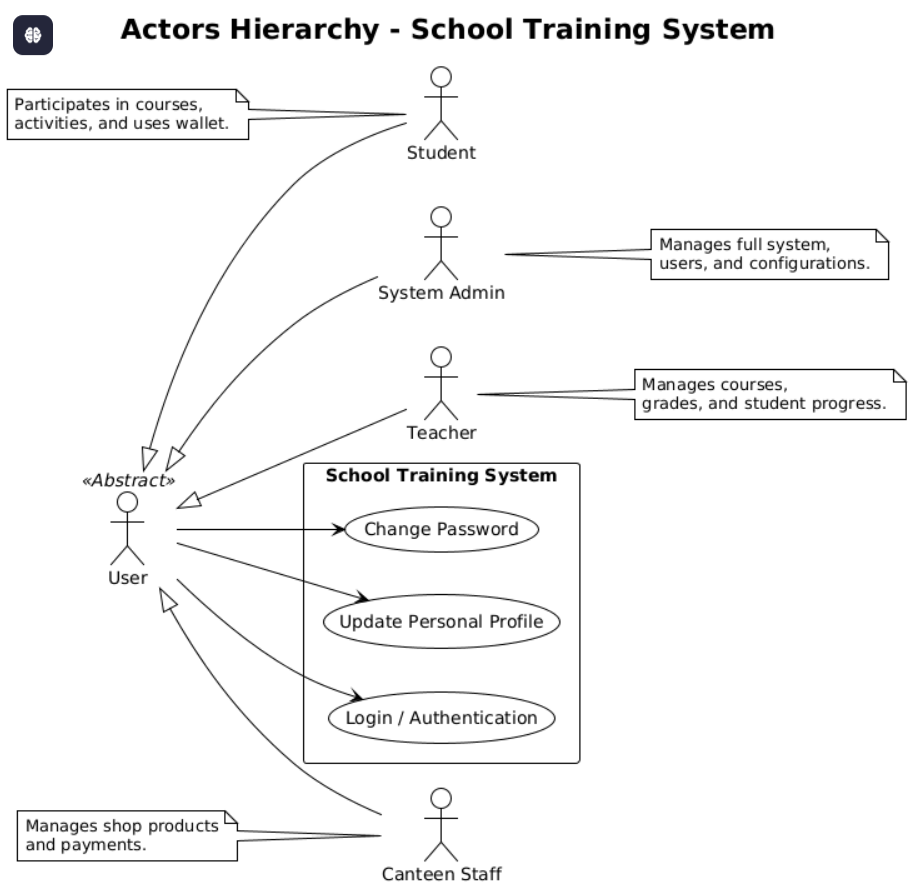 Actors Hierarchy - School Training System
Participates in courses,
activities, and uses wallet.
Student
Manages full system,
users, and configurations.
System Admin
Manages courses,
grades, and student progress.
Teacher
School Training System
«Abstract»
User
Change Password
Update Personal Profile
Login / Authentication
Manages shop products
and payments.
Canteen Staff